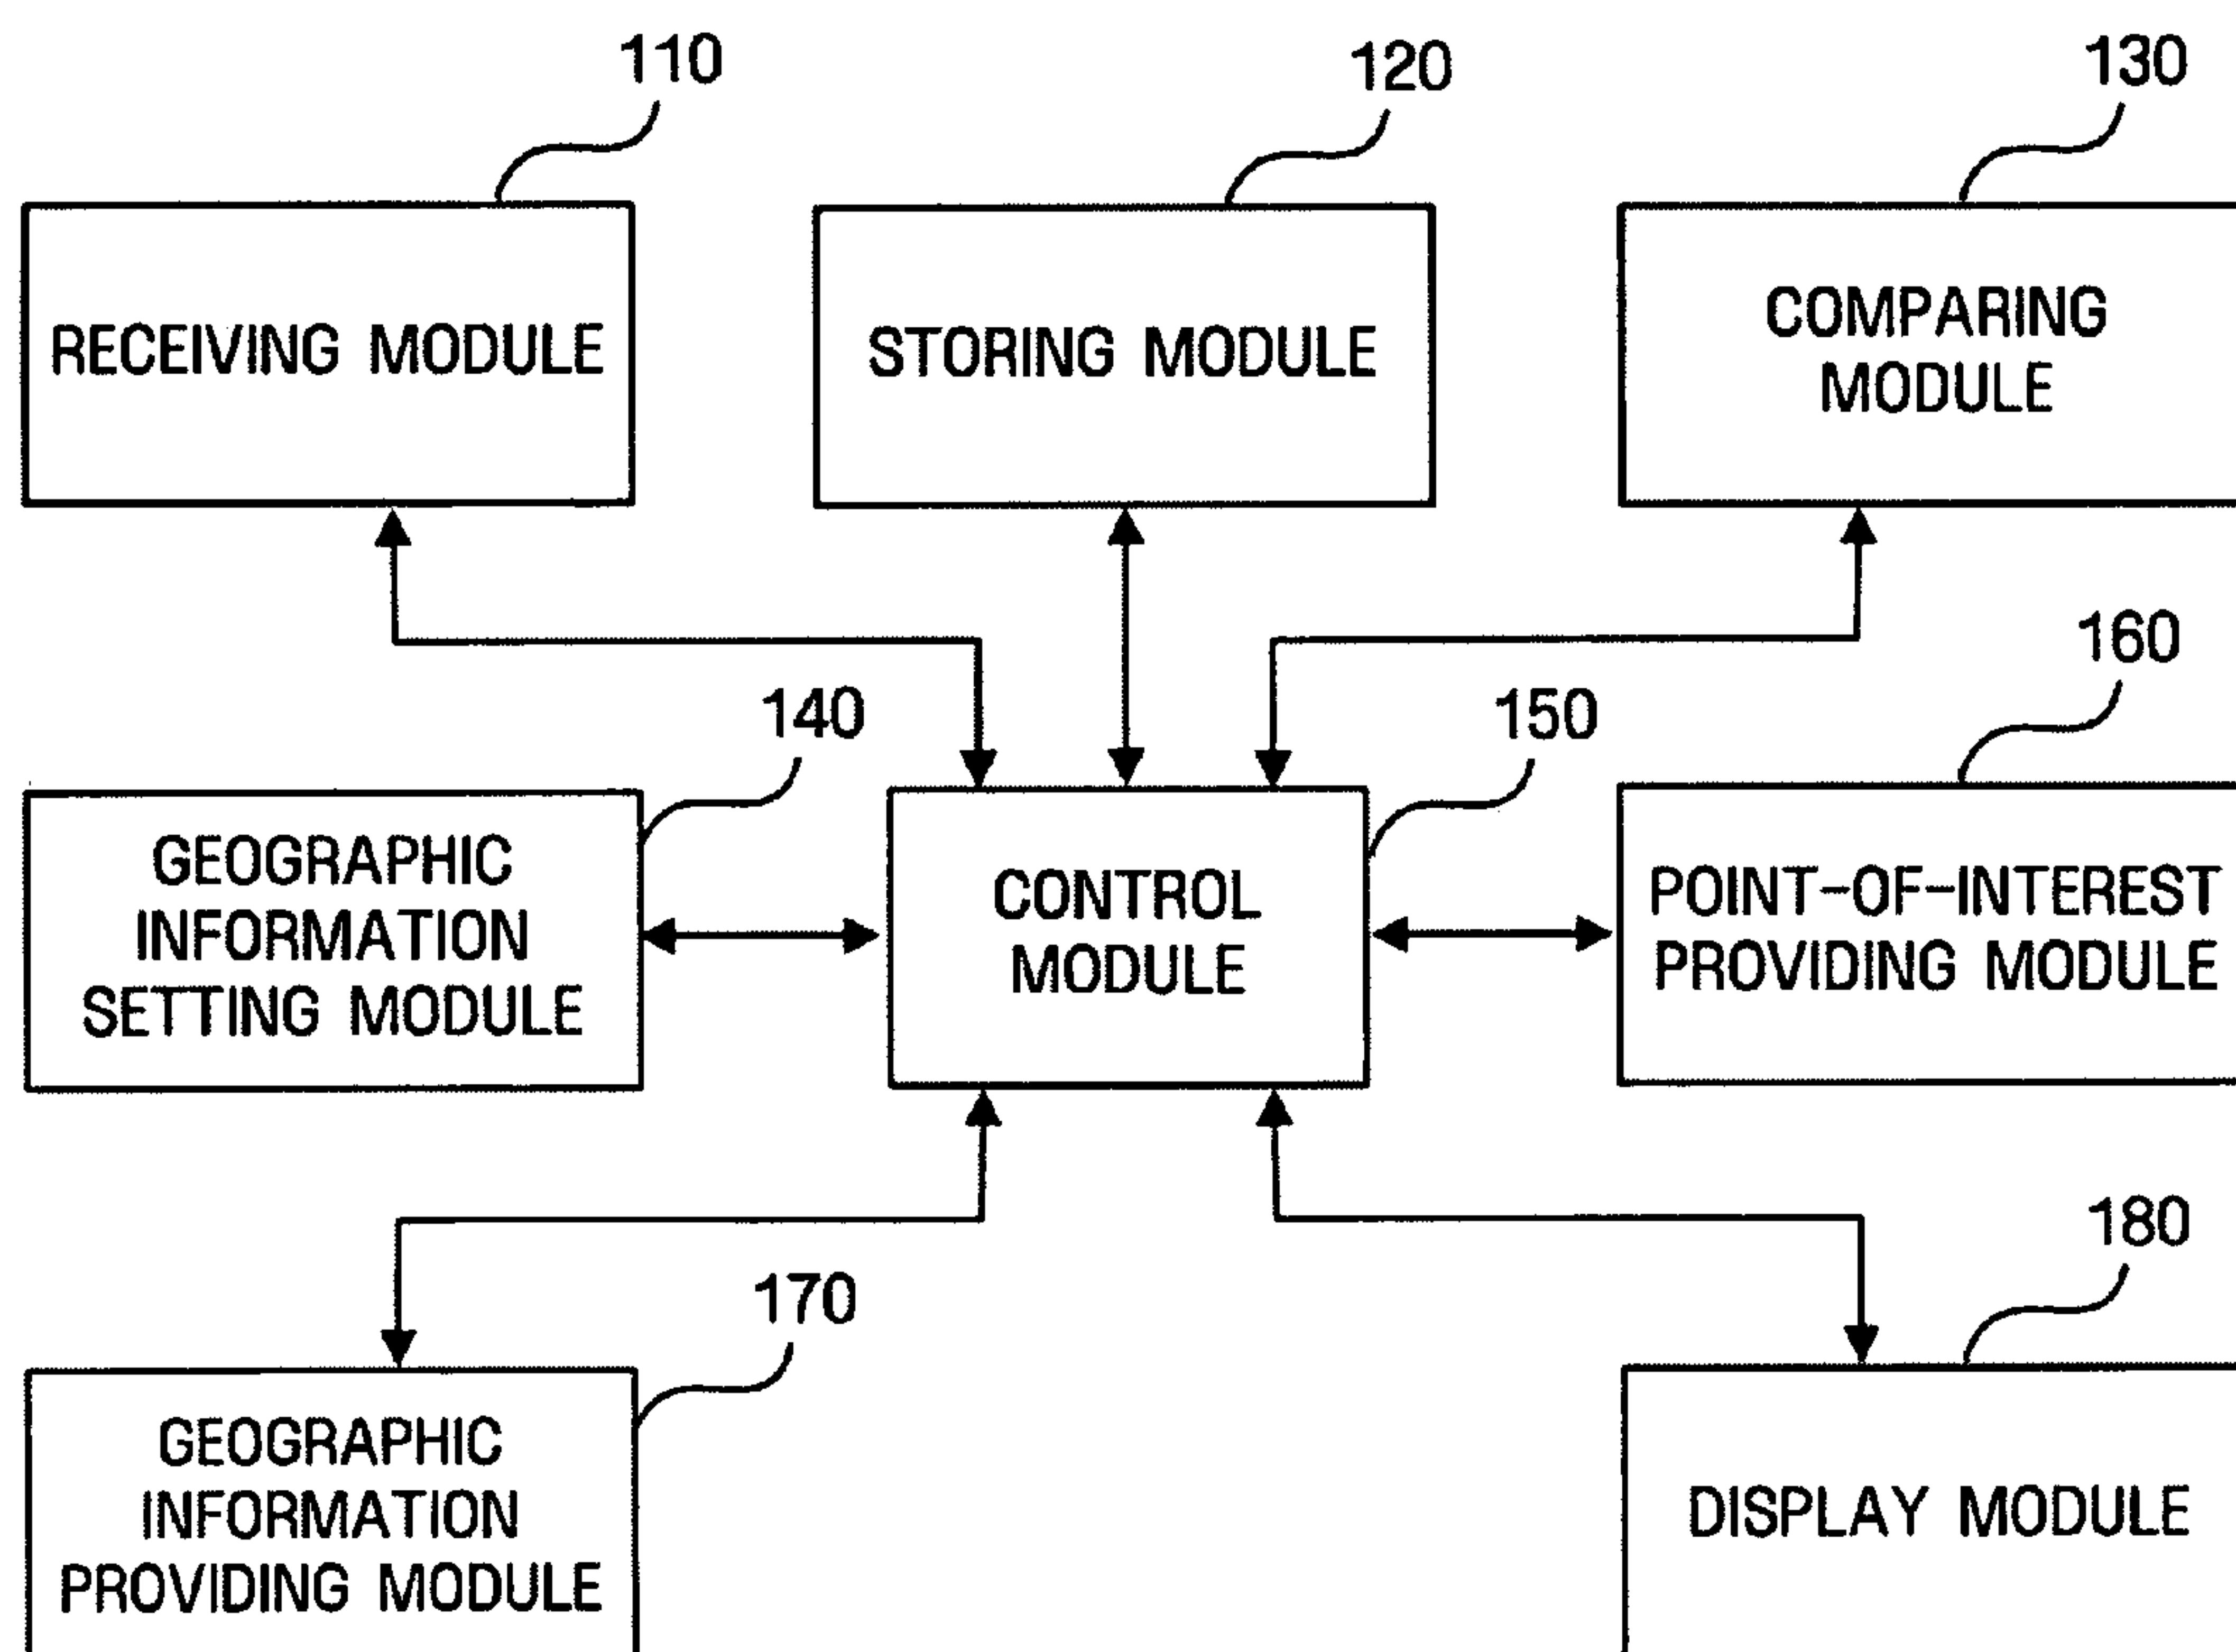 110
120
130
RECEIVING MODULE
STORING MODULE
COMPARING
MODULE
140
150
160
GEOGRAPHIC
INFORMATION
SETTING MODULE
CONTROL
MODULE
POINT-OF-INTEREST
PROVIDING MODULE
170
180
GEOGRAPHIC
INFORMATION
PROVIDING MODULE
DISPLAY MODULE